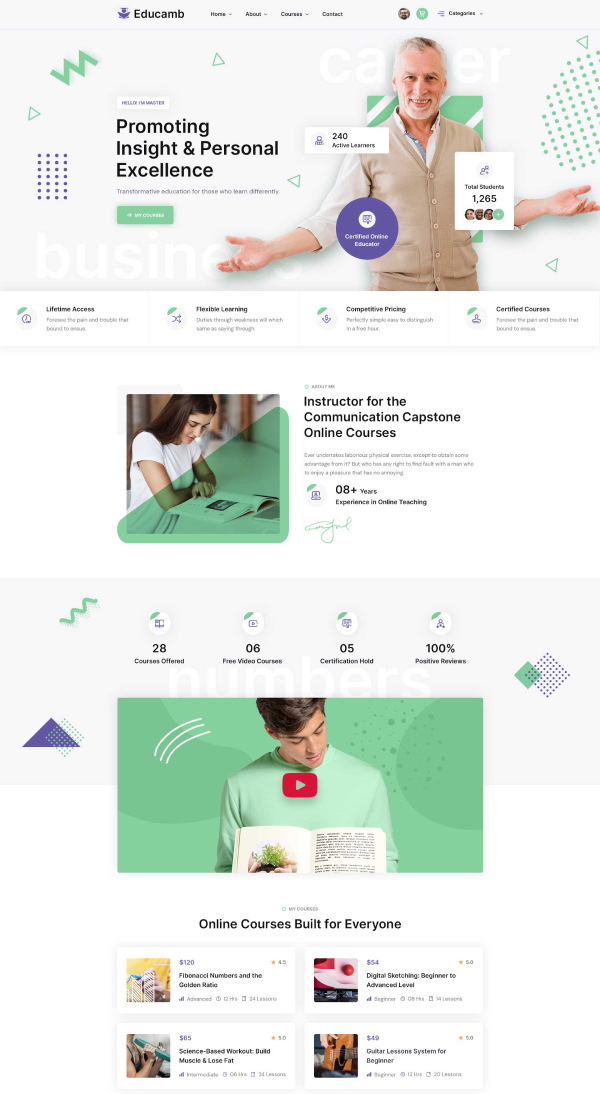 Educamb
Home
About
Courses
Contact
Categories
career
HELLO! I'M MASTER
Promoting
Insight & Personal
Excellence
Transformative education for those who learn differently.
MY COURSES
240
Active Learners
Total Students
1,265
Certified Online
Educator
business
Lifetime Access
Foresee the pain and trouble that
bound to ensue.
Flexible Learning
Duties through weakness will which
same as saying through.
Competitive Pricing
Perfectly simple easy to distinguish
In a free hour.
Certified Courses
Foresee the pain and trouble that
bound to ensue.
ABOUT ME
Instructor for the
Communication Capstone
Online Courses
Ever undertakes laborious physical exercise, except to obtain some
advantage from it? But who has any right to find fault with a man who
to enjoy a pleasure that has no annoying.
08+ Years
Experience in Online Teaching
28
Courses Offered
06
Free Video Courses
05
Certification Hold
100%
Positive Reviews
numbers
MY COURSES
Online Courses Built for Everyone
$120
4.5
Fibonacci Numbers and the
Golden Ratio
Advanced 12 Hrs 24 Lessons
$54
5.0
Digital Sketching: Beginner to
Advanced Level
Beginner 08 Hrs 14 Lessons
$65
5.0
Science-Based Workout: Build
Muscle & Lose Fat
Intermediate 06 Hrs 24 Lessons
$49
5.0
Guitar Lessons System for
Beginner
Beginner 12 Hrs 20 Lessons